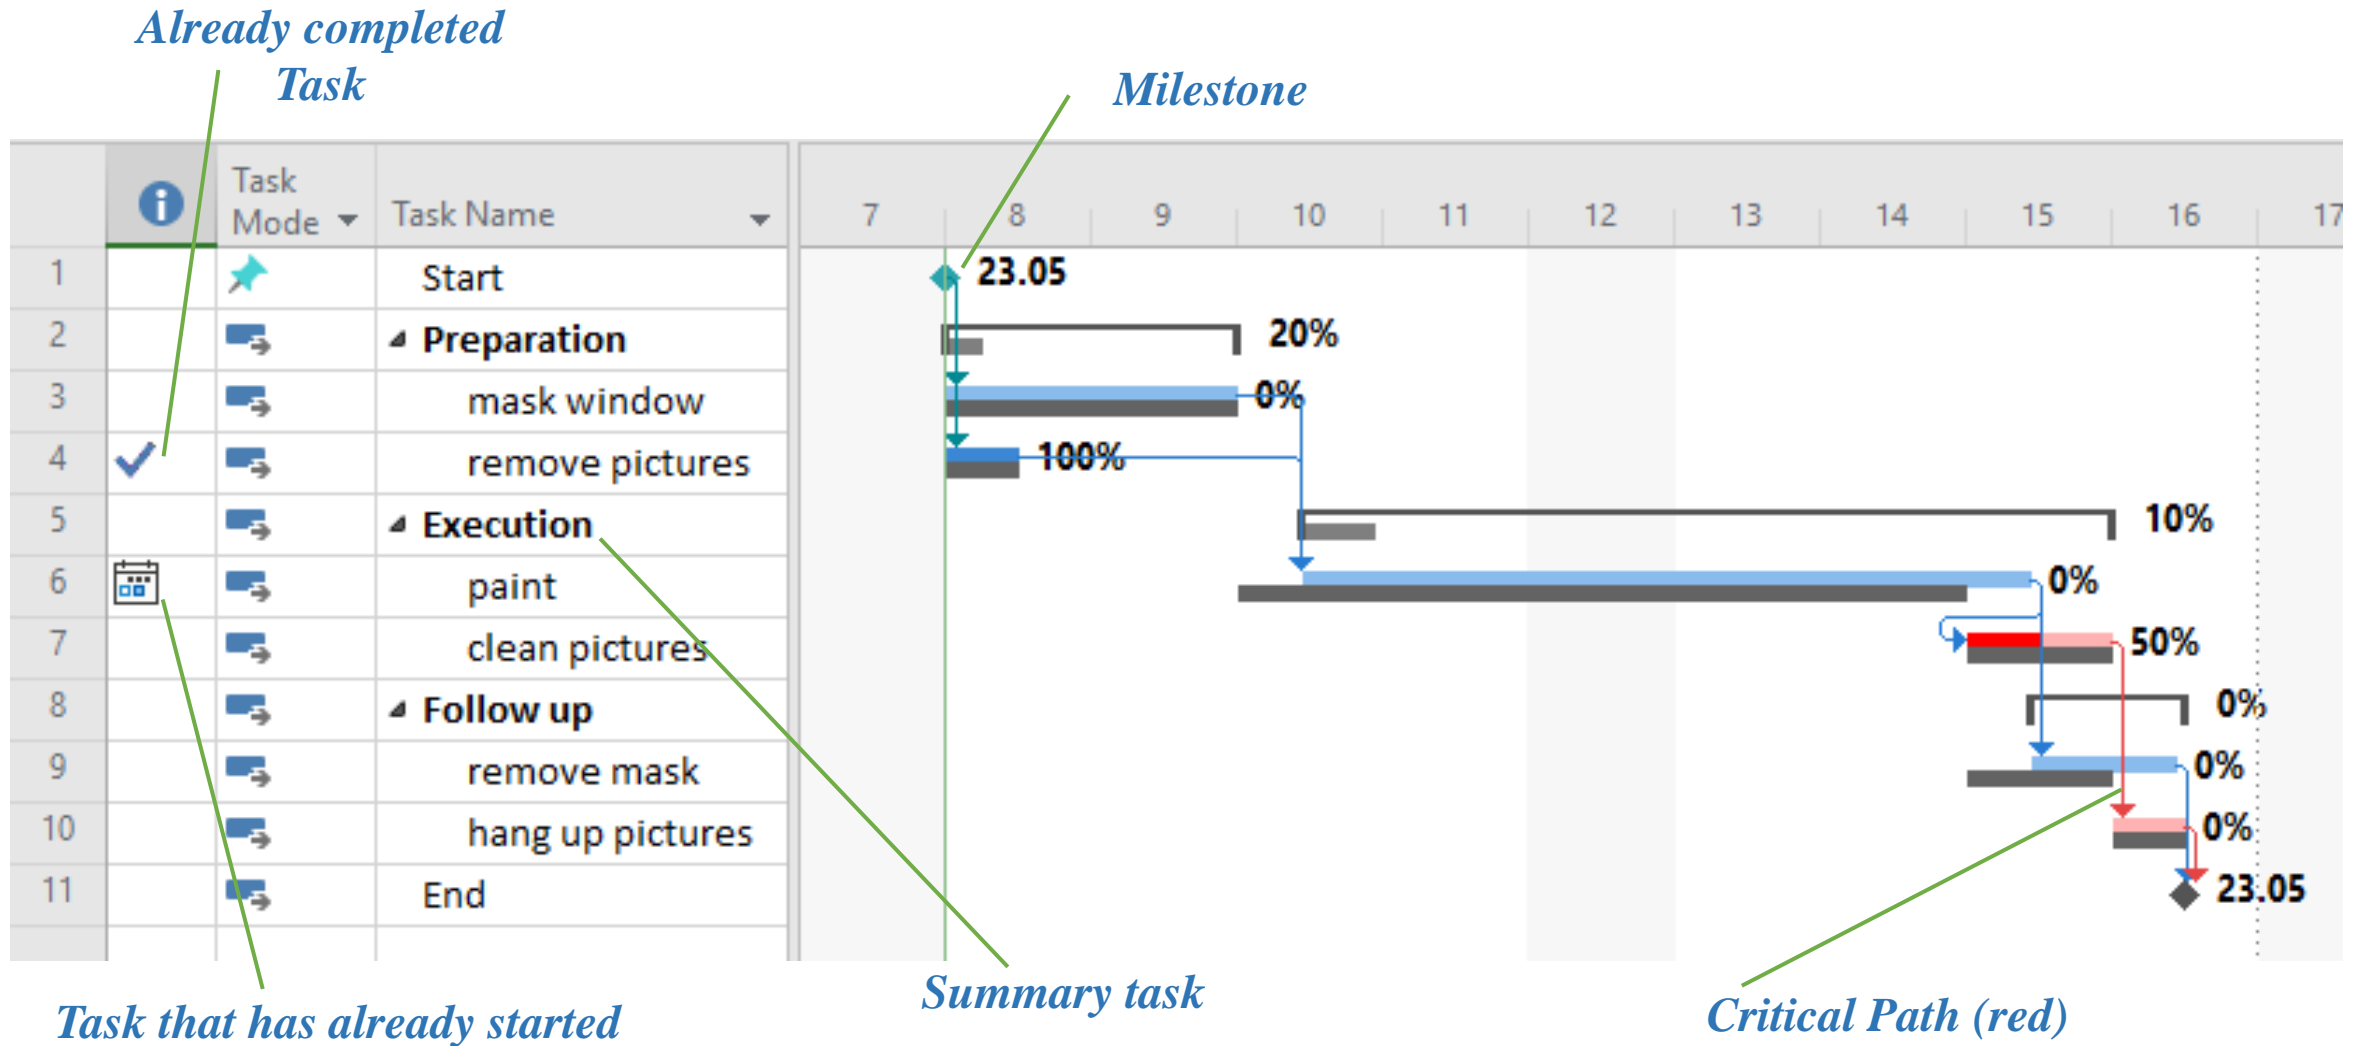 Already completed
Task
Milestone
Task
Mode
Task Name
7 8 9 10 11 12 13 14 15 16 17
1 Start 23.05
2 Preparation 20%
3 mask window 0%
4 remove pictures 100%
5 Execution 10%
6 paint 0%
7 clean pictures 50%
8 Follow up 0%
9 remove mask 0%
10 hang up pictures 0%
11 End 23.05
Summary task
Critical Path (red)
Task that has already started